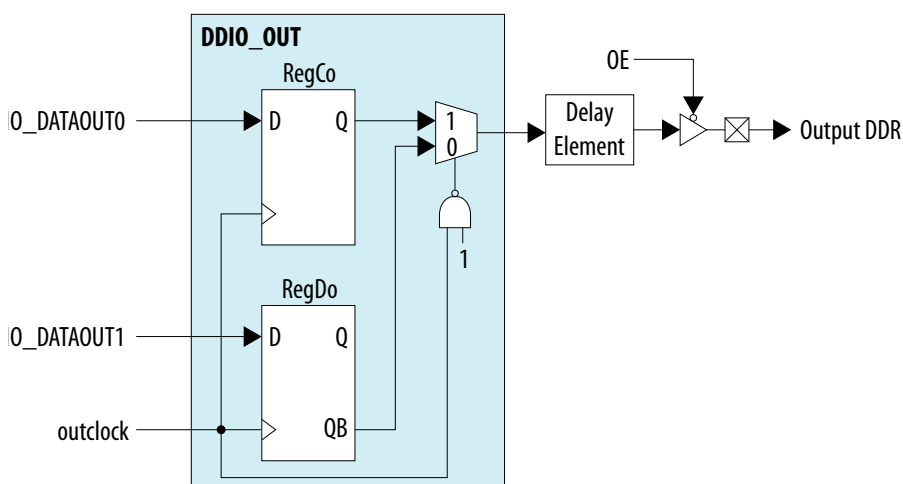 DDIO_OUT
RegCo
IO_DATAOUT0
D Q
1
0
OE
Delay
Element
Output DDR
1
RegDo
IO_DATAOUT1
D Q
outclock
QB